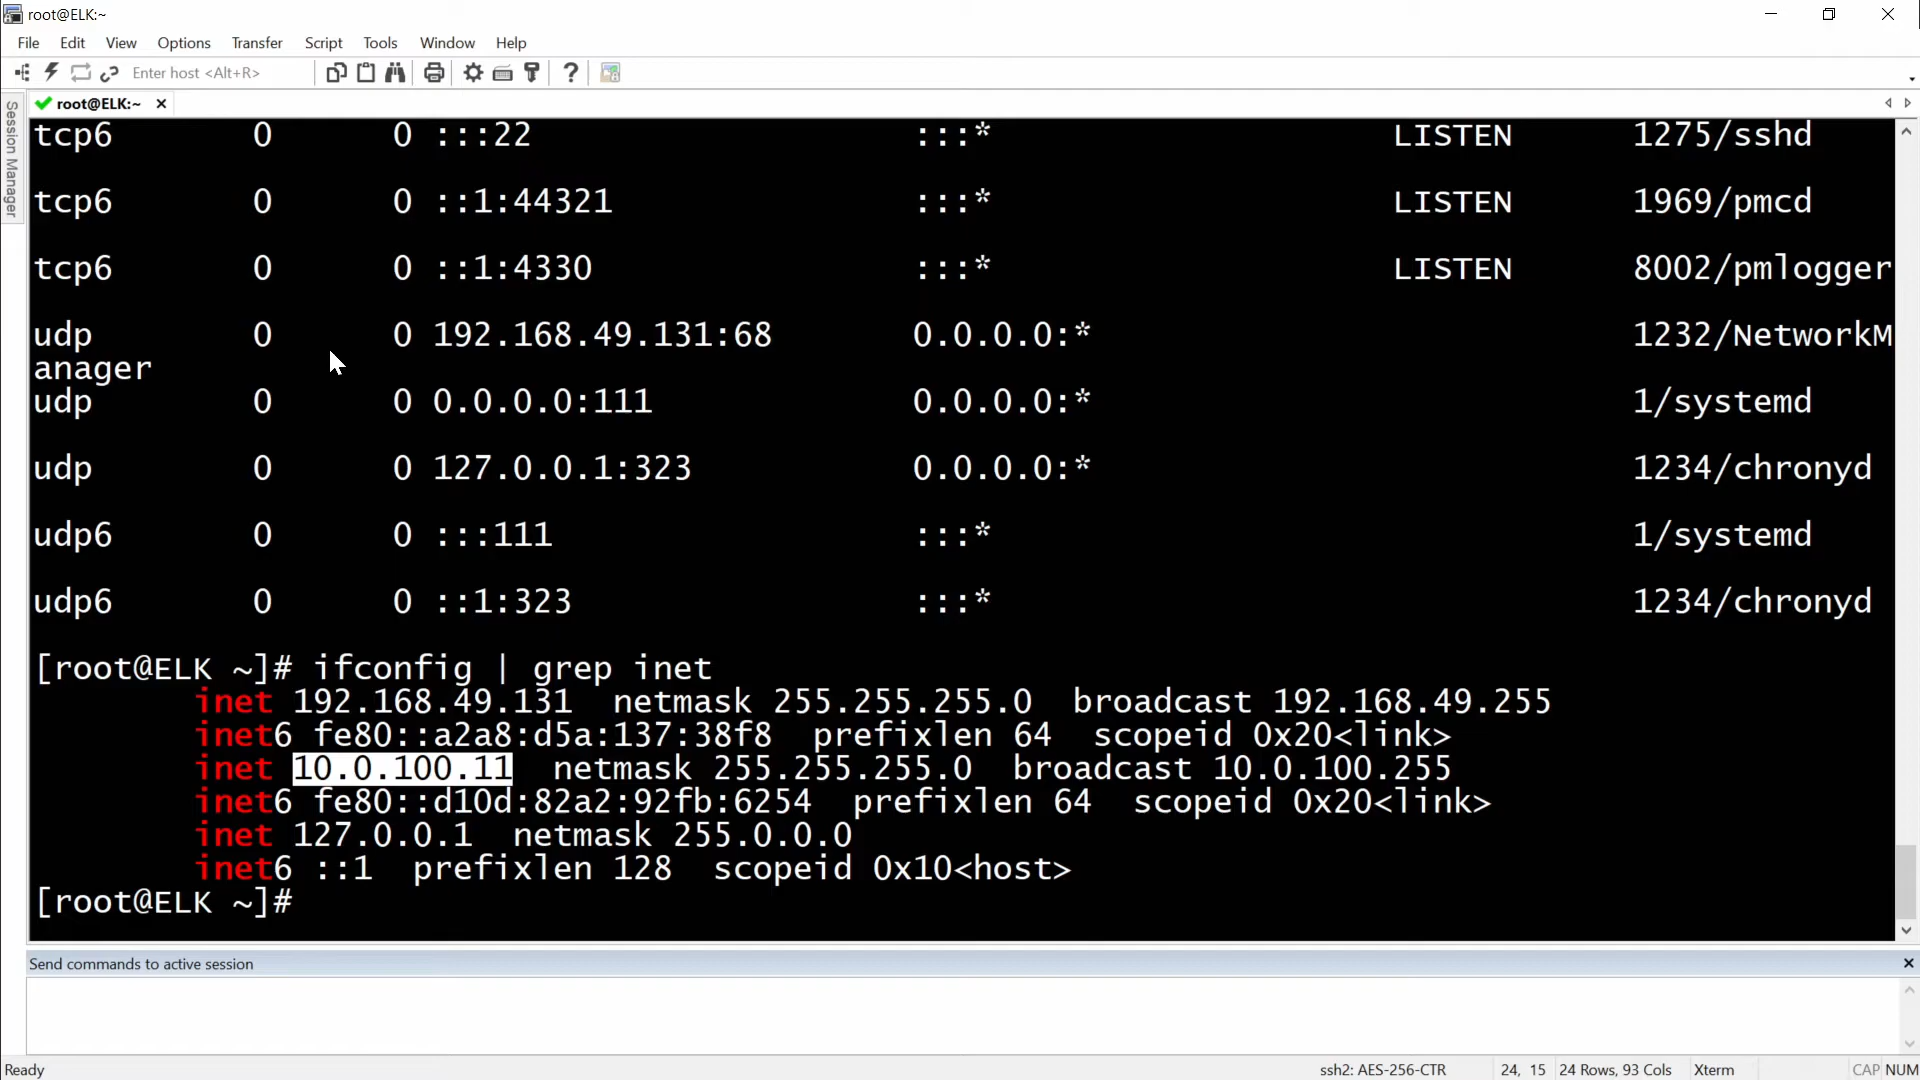 root@ELK:~
File Edit View Options Transfer Script Tools Window Help
Enter host <Alt+R>
Session Manager
root@ELK:~
tcp6 0 0 :::22 :::* LISTEN 1275/sshd
tcp6 0 0 ::1:44321 :::* LISTEN 1969/pmcd
tcp6 0 0 ::1:4330 :::* LISTEN 8002/pmlogger
udp 0 0 192.168.49.131:68 0.0.0.0:* 1232/NetworkM
anager
udp 0 0 0.0.0.0:111 0.0.0.0:* 1/systemd
udp 0 0 127.0.0.1:323 0.0.0.0:* 1234/chronyd
udp6 0 0 :::111 :::* 1/systemd
udp6 0 0 ::1:323 :::* 1234/chronyd
[root@ELK ~]# ifconfig | grep inet
inet 192.168.49.131 netmask 255.255.255.0 broadcast 192.168.49.255
inet6 fe80::a2a8:d5a:137:38f8 prefixlen 64 scopeid 0x20<link>
inet 10.0.100.11 netmask 255.255.255.0 broadcast 10.0.100.255
inet6 fe80::d10d:82a2:92fb:6254 prefixlen 64 scopeid 0x20<link>
inet 127.0.0.1 netmask 255.0.0.0
inet6 ::1 prefixlen 128 scopeid 0x10<host>
[root@ELK ~]#
Send commands to active session
Ready ssh2: AES-256-CTR 24, 15 24 Rows, 93 Cols Xterm CAP NUM